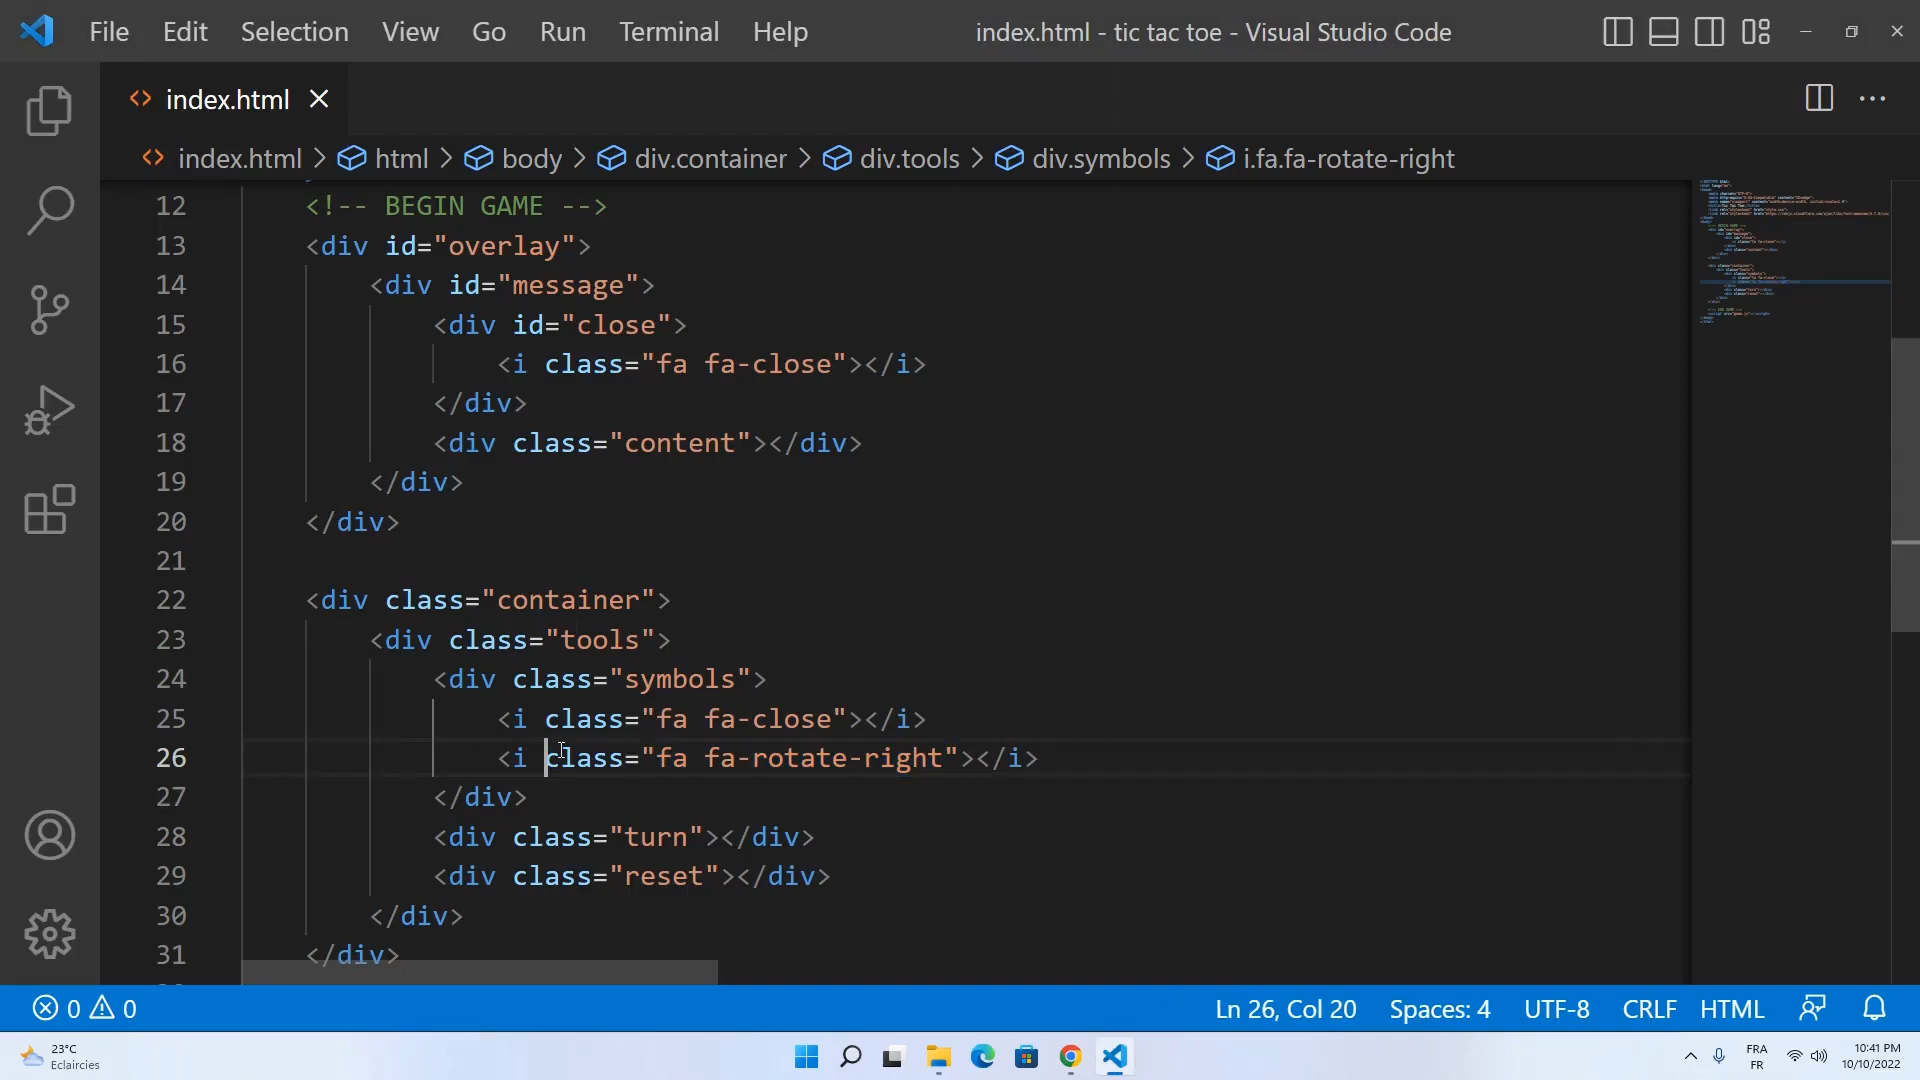 File Edit Selection View Go Run Terminal Help index.html - tic tac toe - Visual Studio Code
index.html
index.html > html > body > div.container > div.tools > div.symbols > i.fa.fa-rotate-right
12 <!-- BEGIN GAME -->
13 <div id="overlay">
14 <div id="message">
15 <div id="close">
16 <i class="fa fa-close"></i>
17 </div>
18 <div class="content"></div>
19 </div>
20 </div>
21
22 <div class="container">
23 <div class="tools">
24 <div class="symbols">
25 <i class="fa fa-close"></i>
26 <i class="fa fa-rotate-right"></i>
27 </div>
28 <div class="turn"></div>
29 <div class="reset"></div>
30 </div>
31 </div>
0 0 Ln 26, Col 20 Spaces: 4 UTF-8 CRLF HTML
23°C
Eclaircies
FRA
FR
10:41 PM
10/10/2022